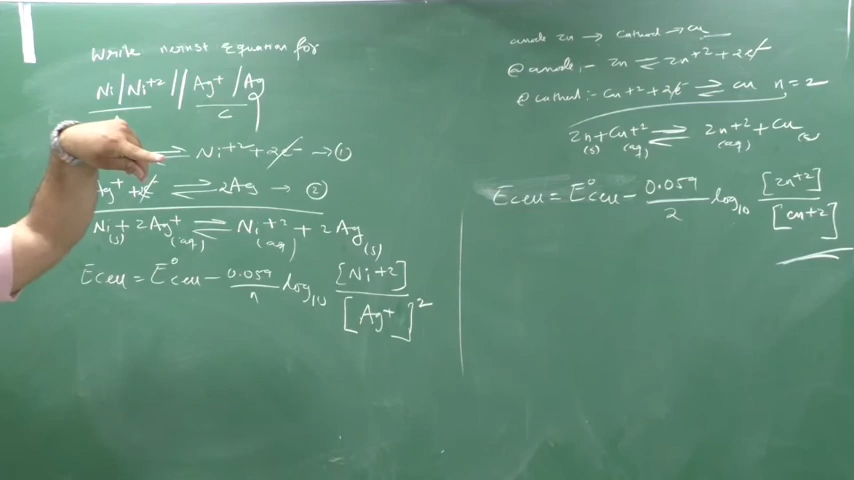 Write nernst Equation for
Ni/Ni+2//Ag+/Ag
C
⇌ Ni+2+2e- →①
Ag+ +2e- ⇌ 2Ag → ②
Ni(s) + 2Ag+(aq) ⇌ Ni+2(aq) + 2Ag(s)
Ecell = E°cell - 0.059/n log10 [Ni+2]/[Ag+]2
anode Zn → Cathod → Cu
@ anode:- Zn ⇌ Zn+2 + 2e-
@ cathod:- Cu+2 + 2e- ⇌ Cu n=2
Zn(s) + Cu+2(aq) ⇌ Zn+2(aq) + Cu(s)
Ecell = E°cell - 0.059/2 log10 [Zn+2]/[Cu+2]